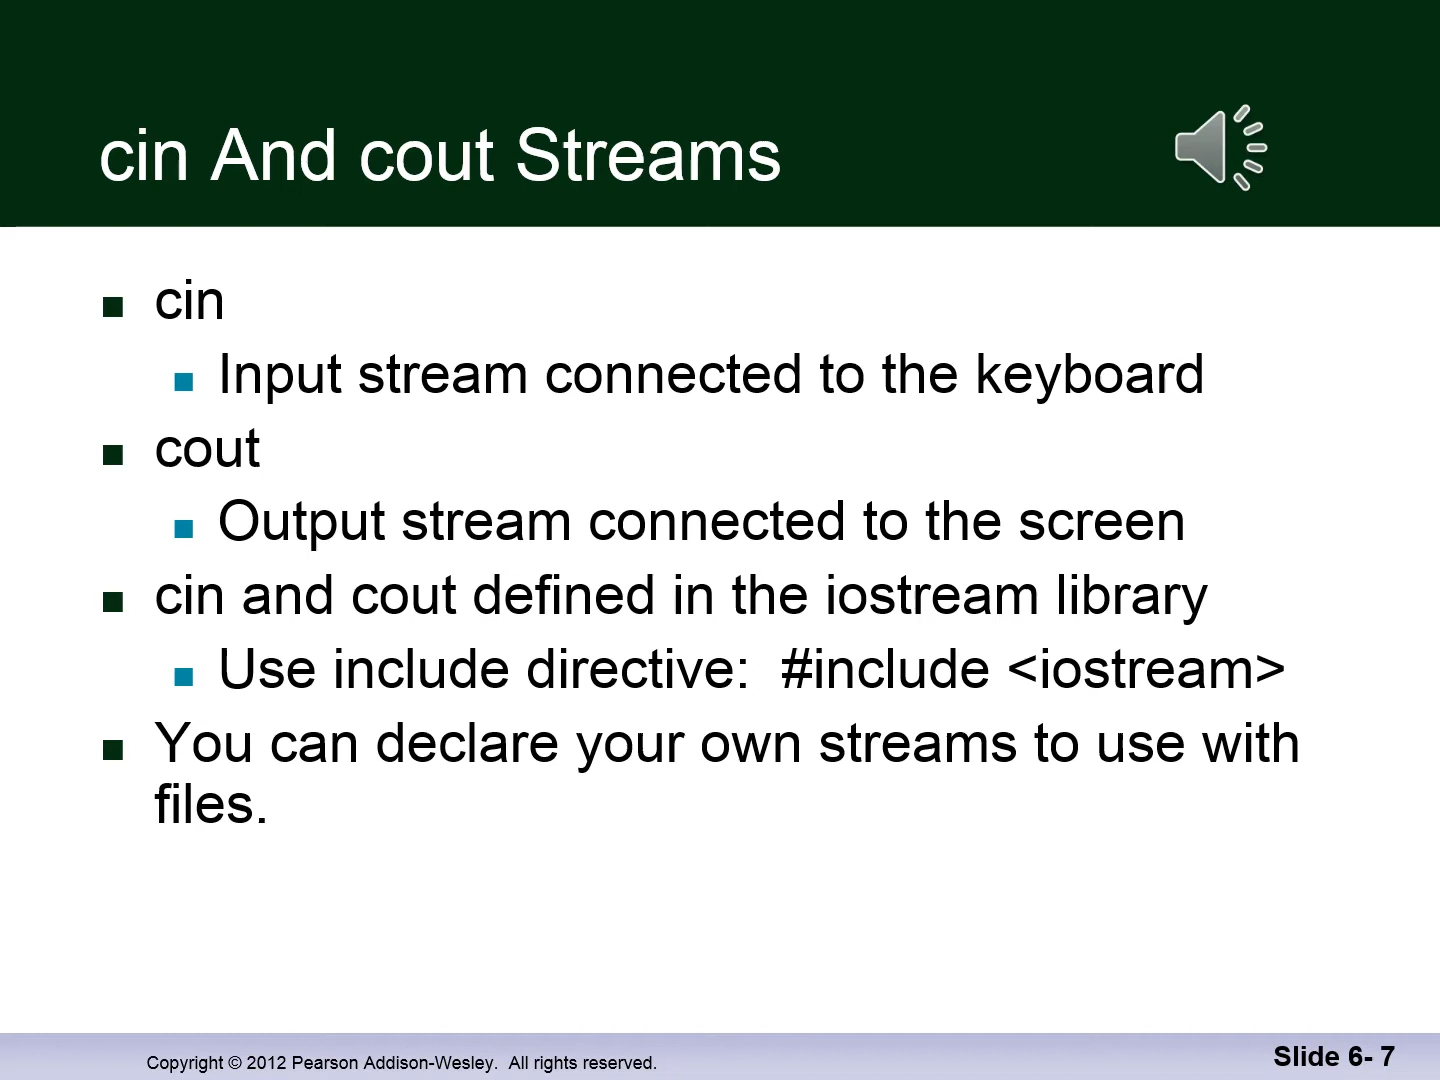 cin And cout Streams
cin
Input stream connected to the keyboard
cout
Output stream connected to the screen
cin and cout defined in the iostream library
Use include directive:  #include <iostream>
You can declare your own streams to use with
files.
Copyright © 2012 Pearson Addison-Wesley.  All rights reserved.
Slide 6- 7